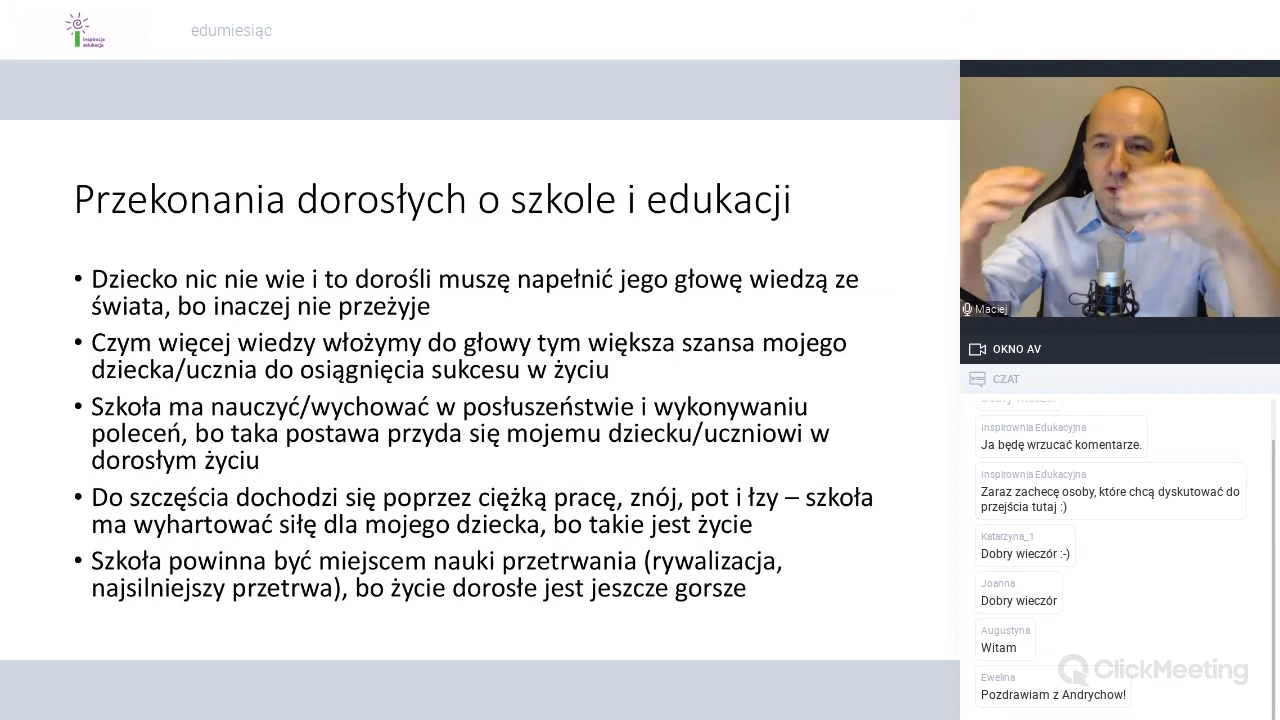 inspiracja
edukacja
edumiesiąc
Przekonania dorosłych o szkole i edukacji
• Dziecko nic nie wie i to dorośli muszę napełnić jego głowę wiedzą ze
świata, bo inaczej nie przeżyje
• Czym więcej wiedzy włożymy do głowy tym większa szansa mojego
dziecka/ucznia do osiągnięcia sukcesu w życiu
• Szkoła ma nauczyć/wychować w posłuszeństwie i wykonywaniu
poleceń, bo taka postawa przyda się mojemu dziecku/uczniowi w
dorosłym życiu
• Do szczęścia dochodzi się poprzez ciężką pracę, znój, pot i łzy – szkoła
ma wyhartować siłę dla mojego dziecka, bo takie jest życie
• Szkoła powinna być miejscem nauki przetrwania (rywalizacja,
najsilniejszy przetrwa), bo życie dorosłe jest jeszcze gorsze
Maciej
OKNO AV
CZAT
Dobry wieczór
Inspirownia Edukacyjna
Ja będę wrzucać komentarze.
Inspirownia Edukacyjna
Zaraz zachecę osoby, które chcą dyskutować do
przejścia tutaj :)
Katarzyna_1
Dobry wieczór :-)
Joanna
Dobry wieczór
Augustyna
Witam
Ewelina
Pozdrawiam z Andrychow!
ClickMeeting